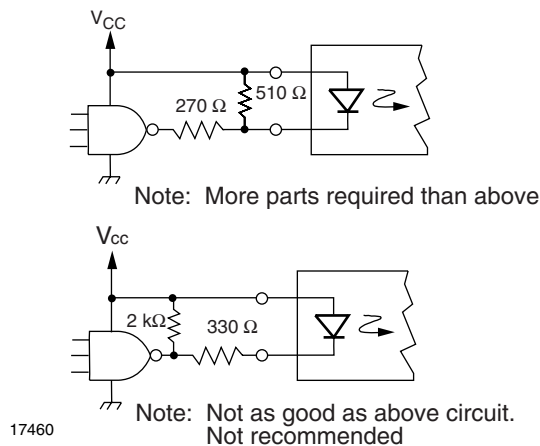 VCC
510 Ω
270 Ω
Note: More parts required than above
Vcc
2 kΩ
330 Ω
Note: Not as good as above circuit.
Not recommended
17460